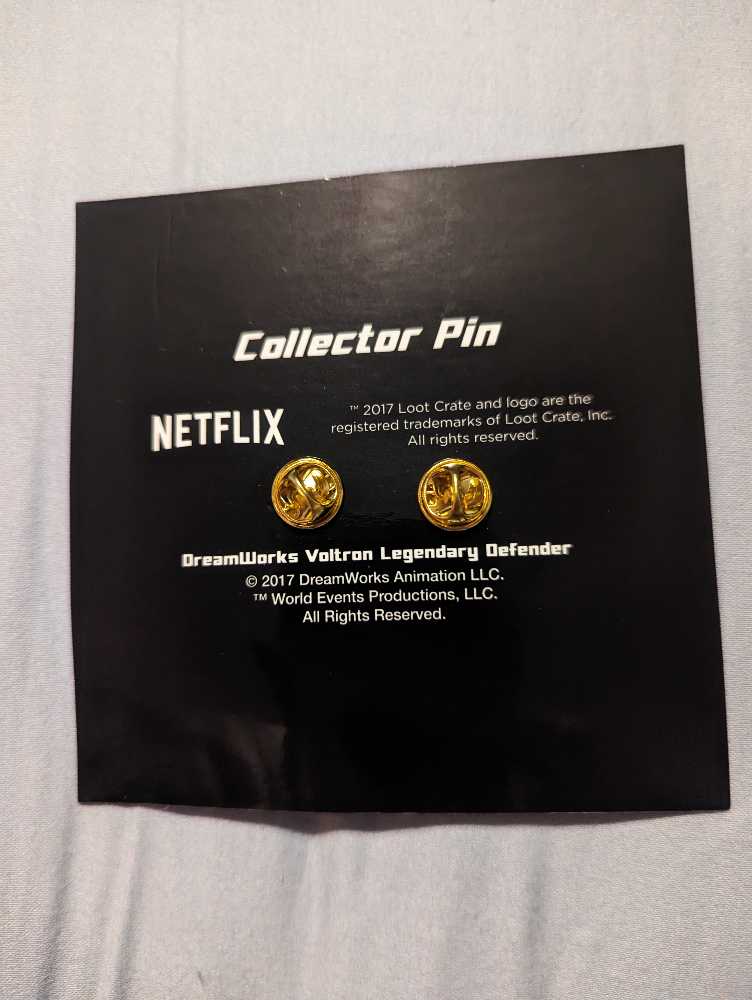 Collector Pin
NETFLIX
™ 2017 Loot Crate and logo are the
registered trademarks of Loot Crate, Inc.
All rights reserved.
DreamWorks Voltron Legendary Defender
© 2017 DreamWorks Animation LLC.
™ World Events Productions, LLC.
All Rights Reserved.